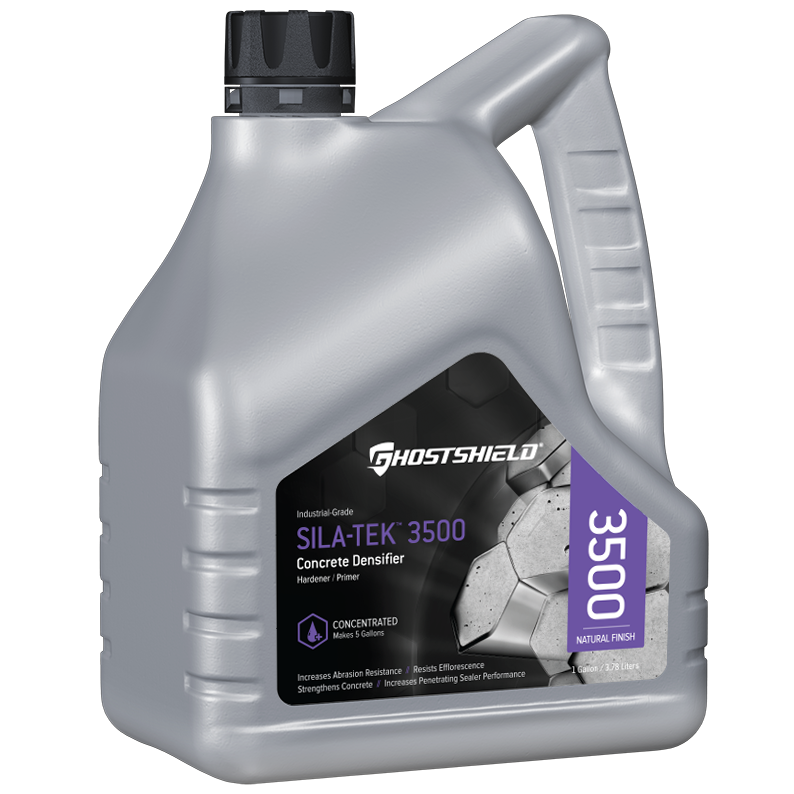 GHOSTSHIELD®
Industrial-Grade
SILA-TEK™ 3500
Concrete Densifier
Hardener / Primer
CONCENTRATED
Makes 5 Gallons
Increases Abrasion Resistance // Resists Efflorescence
Strengthens Concrete // Increases Penetrating Sealer Performance
3500
NATURAL FINISH
1 Gallon / 3.78 Liters